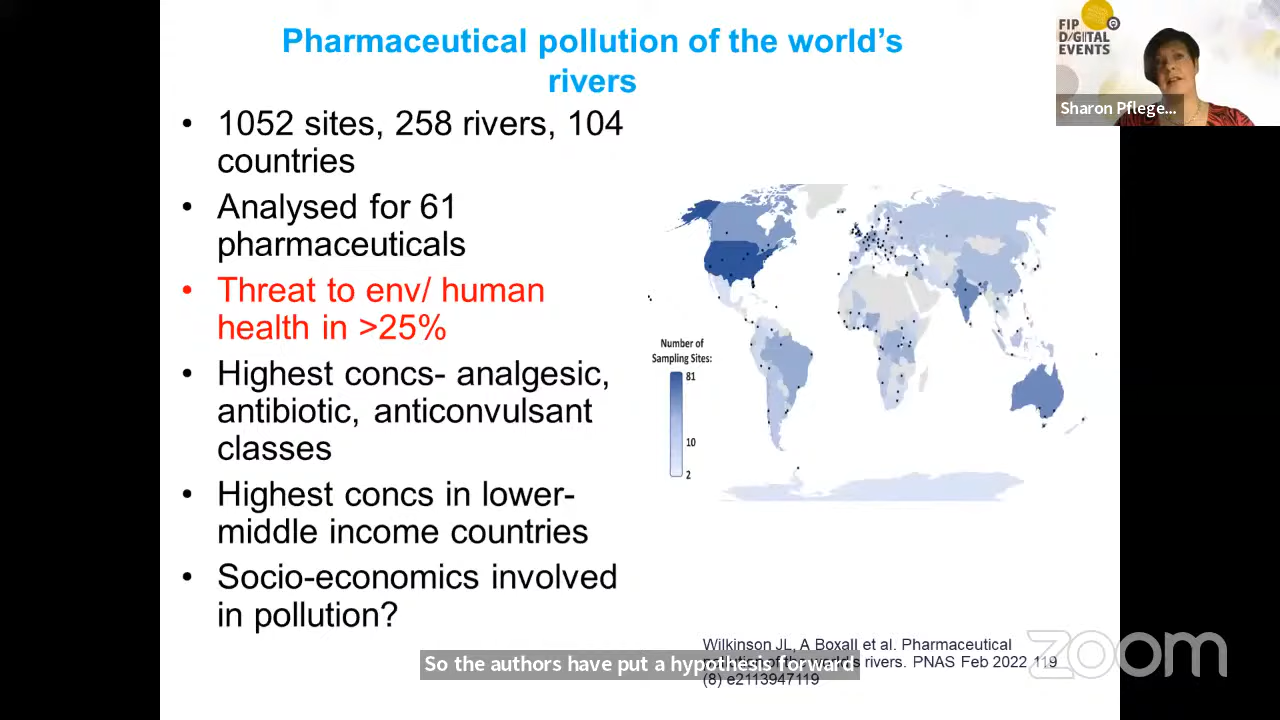 Pharmaceutical pollution of the world's
rivers
• 1052 sites, 258 rivers, 104
countries
• Analysed for 61
pharmaceuticals
• Threat to env/ human
health in >25%
• Highest concs- analgesic,
antibiotic, anticonvulsant
classes
• Highest concs in lower-
middle income countries
• Socio-economics involved
in pollution?
FIP
DIGITAL
EVENTS
Sharon Pflege...
Number of
Sampling Sites:
81
10
2
Wilkinson JL, A Boxall et al. Pharmaceutical
world's rivers. PNAS Feb 2022 119
(8) e2113947119
So the authors have put a hypothesis forward
zoom